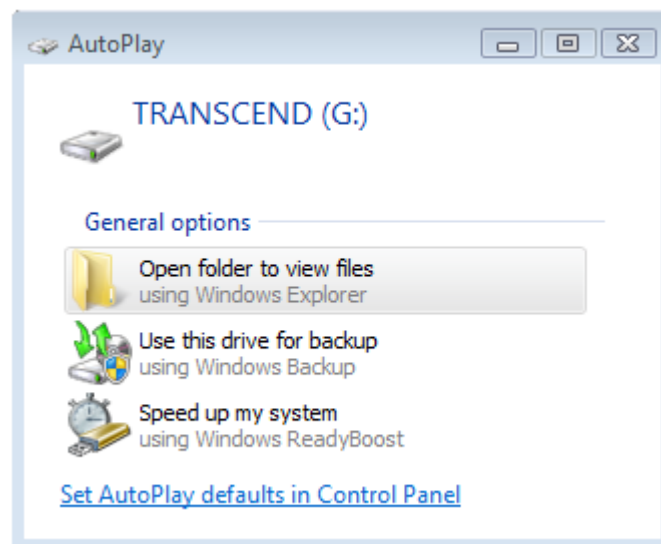 AutoPlay
TRANSCEND (G:)
General options
Open folder to view files
using Windows Explorer
Use this drive for backup
using Windows Backup
Speed up my system
using Windows ReadyBoost
Set AutoPlay defaults in Control Panel